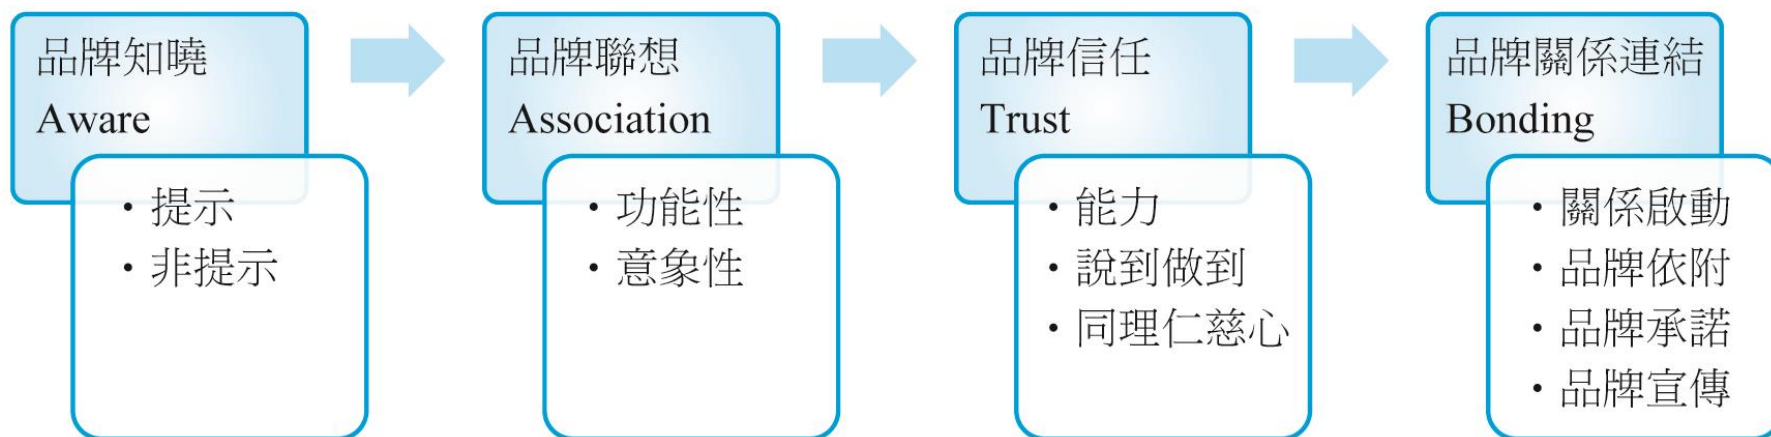 品牌知曉
Aware
・提示
・非提示
品牌聯想
Association
・功能性
・意象性
品牌信任
Trust
・能力
・說到做到
・同理仁慈心
品牌關係連結
Bonding
・關係啟動
・品牌依附
・品牌承諾
・品牌宣傳